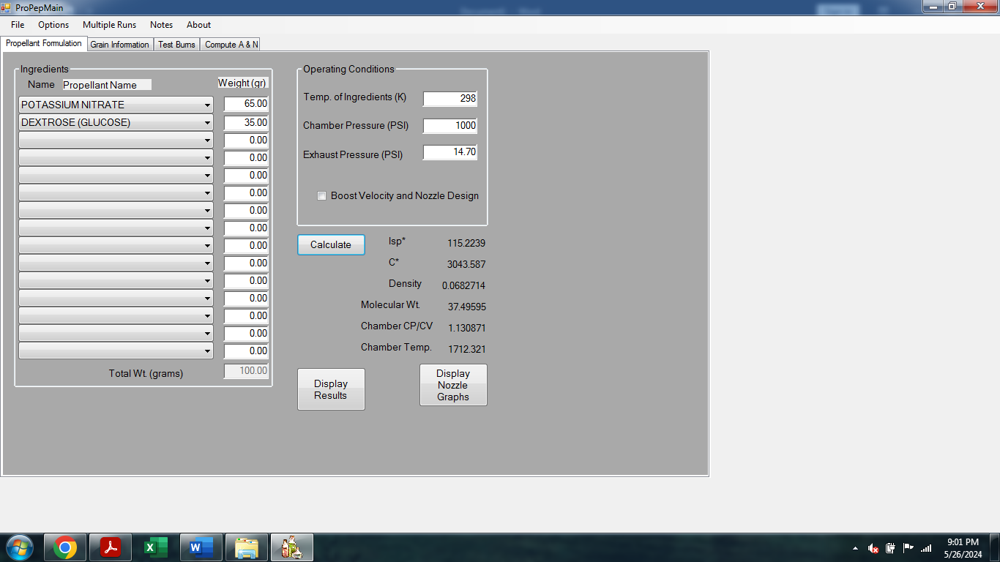 ProPepMain
File Options Multiple Runs Notes About
Propellant Formulation Grain Information Test Burns Compute A & N
Ingredients
Name Propellant Name Weight (gr)
POTASSIUM NITRATE 65.00
DEXTROSE (GLUCOSE) 35.00
0.00
0.00
0.00
0.00
0.00
0.00
0.00
0.00
0.00
0.00
0.00
0.00
0.00
Total Wt. (grams) 100.00
Operating Conditions
Temp. of Ingredients (K) 298
Chamber Pressure (PSI) 1000
Exhaust Pressure (PSI) 14.70
Boost Velocity and Nozzle Design
Calculate
Isp* 115.2239
C* 3043.587
Density 0.0682714
Molecular Wt. 37.49595
Chamber CP/CV 1.130871
Chamber Temp. 1712.321
Display
Results
Display
Nozzle
Graphs
9:01 PM
5/26/2024